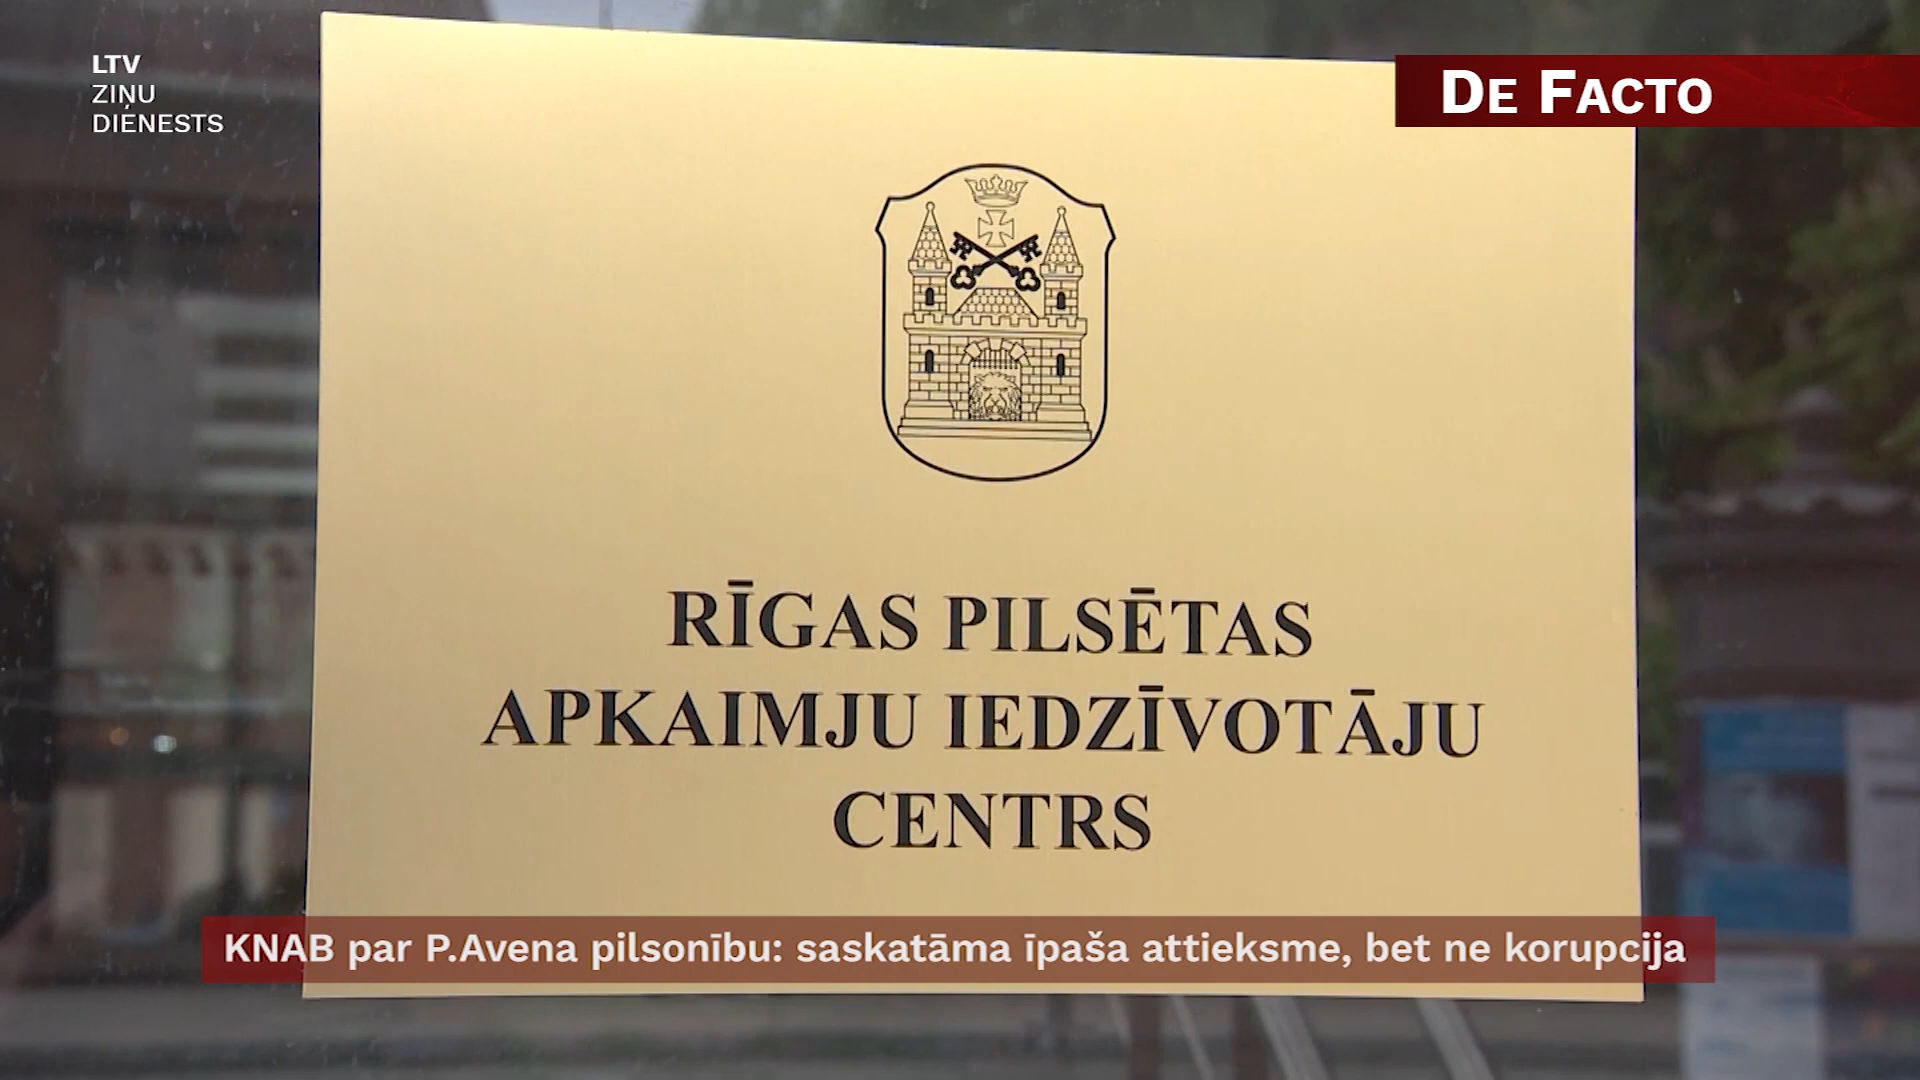 LTV
ZIŅU
DIENESTS
DE FACTO
RĪGAS PILSĒTAS
APKAIMJU IEDZĪVOTĀJU
CENTRS
KNAB par P.Avena pilsonību: saskatāma īpaša attieksme, bet ne korupcija